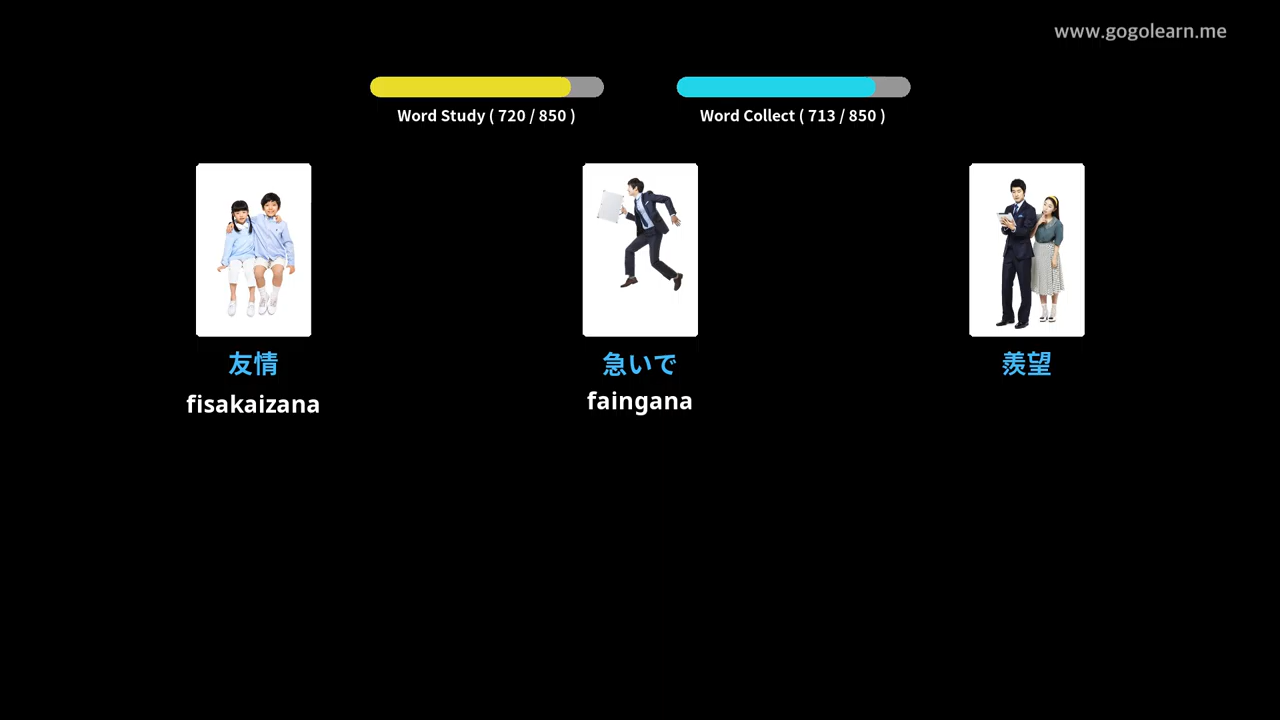 www.gogolearn.me
Word Study ( 720 / 850 )
Word Collect ( 713 / 850 )
友情
急いで
羨望
fisakaizana
faingana